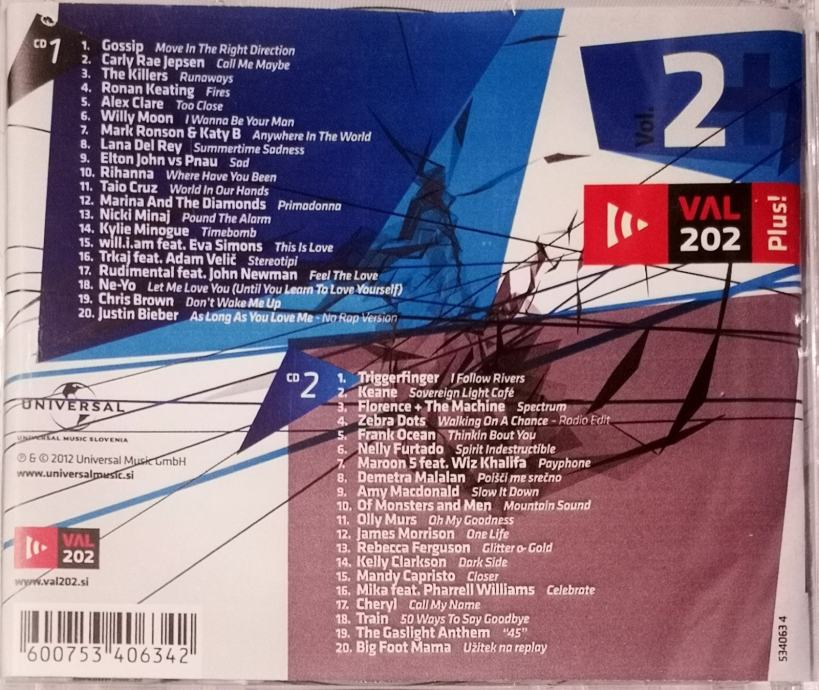 CD 1
1. Gossip Move In The Right Direction
2. Carly Rae Jepsen Call Me Maybe
3. The Killers Runaways
4. Ronan Keating Fires
5. Alex Clare Too Close
6. Willy Moon I Wanna Be Your Man
7. Mark Ronson & Katy B Anywhere In The World
8. Lana Del Rey Summertime Sadness
9. Elton John vs Pnau Sad
10. Rihanna Where Have You Been
11. Taio Cruz World In Our Hands
12. Marina And The Diamonds Primadonna
13. Nicki Minaj Pound The Alarm
14. Kylie Minogue Timebomb
15. will.i.am feat. Eva Simons This Is Love
16. Trkaj feat. Adam Velič Stereotipi
17. Rudimental feat. John Newman Feel The Love
18. Ne-Yo Let Me Love You (Until You Learn To Love Yourself)
19. Chris Brown Don't Wake Me Up
20. Justin Bieber As Long As You Love Me - No Rap Version
Vol. 2+
VAL
202
Plus!
CD 2
1. Triggerfinger I Follow Rivers
2. Keane Sovereign Light Café
3. Florence + The Machine Spectrum
4. Zebra Dots Walking On A Chance - Radio Edit
5. Frank Ocean Thinkin Bout You
6. Nelly Furtado Spirit Indestructible
7. Maroon 5 feat. Wiz Khalifa Payphone
8. Demetra Malalan Poišči me srečno
9. Amy Macdonald Slow It Down
10. Of Monsters and Men Mountain Sound
11. Olly Murs Oh My Goodness
12. James Morrison One Life
13. Rebecca Ferguson Glitter & Gold
14. Kelly Clarkson Dark Side
15. Mandy Capristo Closer
16. Mika feat. Pharrell Williams Celebrate
17. Cheryl Call My Name
18. Train 50 Ways To Say Goodbye
19. The Gaslight Anthem "45"
20. Big Foot Mama Užitek na replay
UNIVERSAL
UNIVERSAL MUSIC SLOVENIA
℗ & © 2012 Universal Music GmbH
www.universalmusic.si
VAL
202
www.val202.si
600753 406342
534063 4